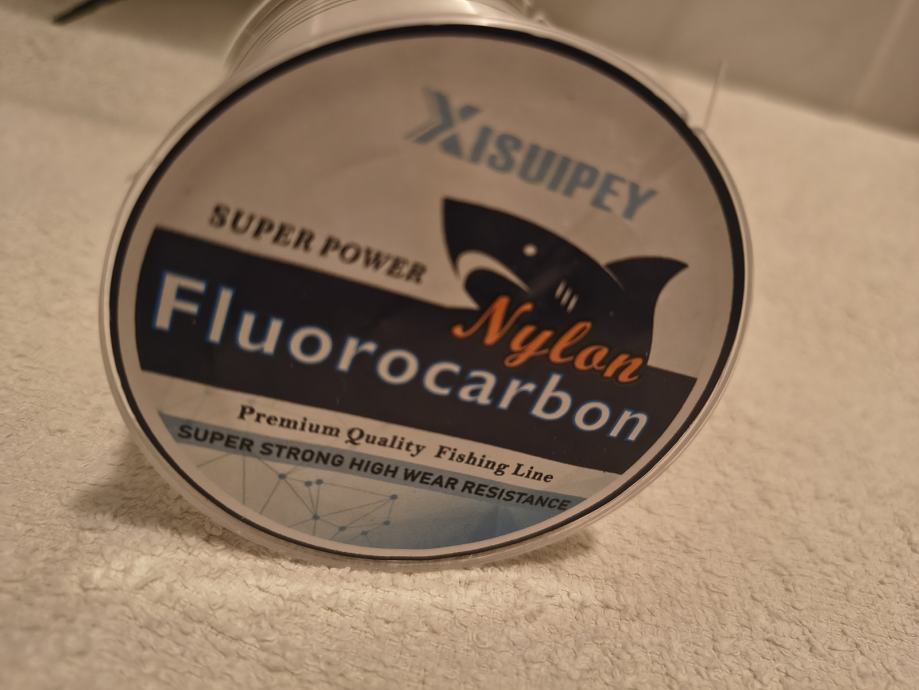 XISUIPEY
SUPER POWER
Nylon
Fluorocarbon
Premium Quality Fishing Line
SUPER STRONG HIGH WEAR RESISTANCE